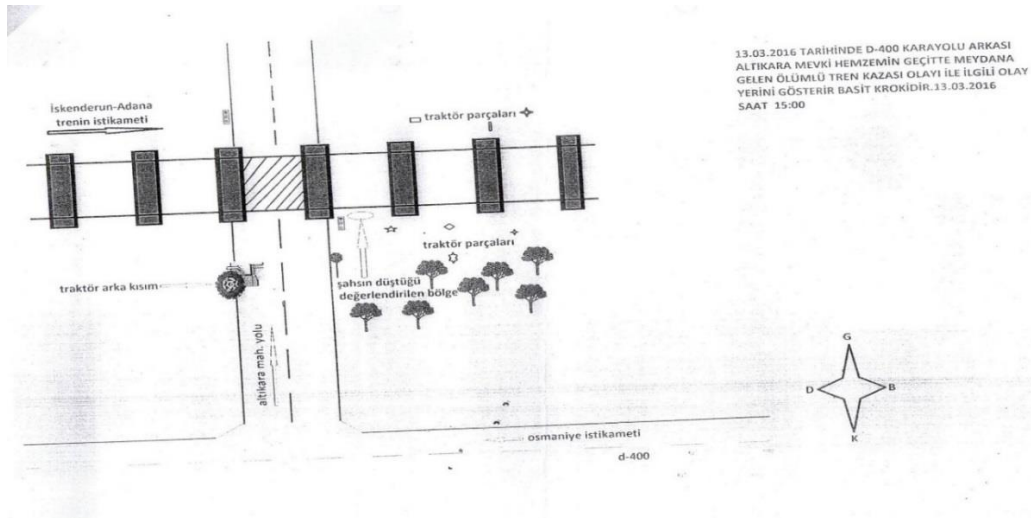 13.03.2016 TARİHİNDE D-400 KARAYOLU ARKASI
ALTIKARA MEVKİ HEMZEMİN GEÇİTTE MEYDANA
GELEN ÖLÜMLÜ TREN KAZASI OLAYI İLE İLGİLİ OLAY
YERİNİ GÖSTERİR BASİT KROKİDİR.13.03.2016
SAAT 15:00
İskenderun-Adana
trenin istikameti
traktör parçaları
traktör parçaları
traktör arka kısım
şahsın düştüğü
değerlendirilen bölge
altıkara mah. yolu
osmaniye istikameti
d-400
G
D
B
K